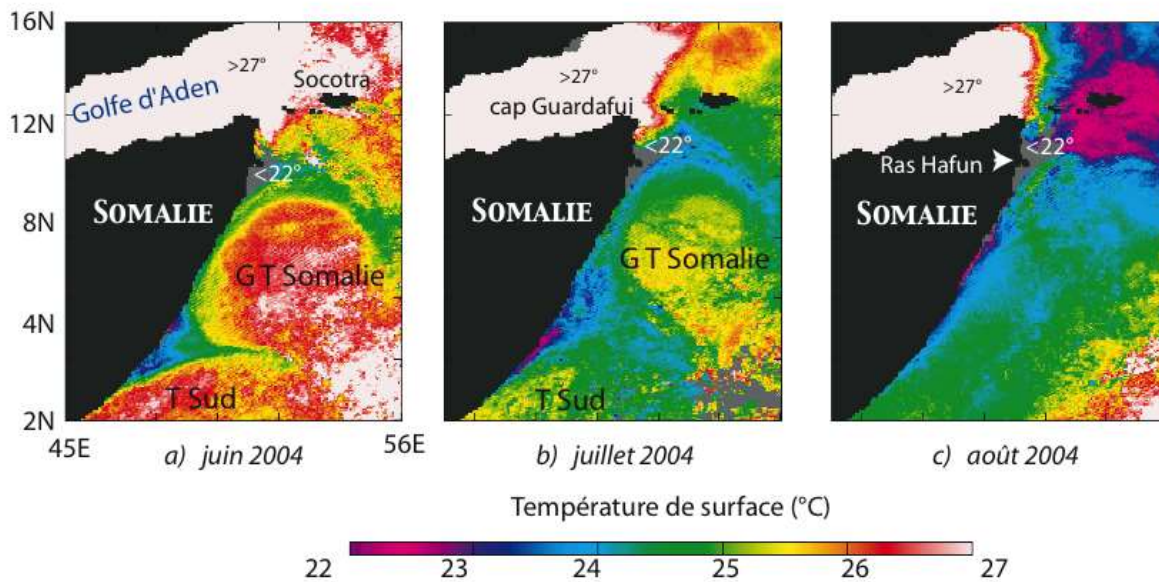 16N
12N
8N
4N
2N
45E
56E
Golfe d'Aden
>27°
Socotra
<22°
SOMALIE
G T Somalie
T Sud
a) juin 2004
>27°
cap Guardafui
<22°
SOMALIE
G T Somalie
T Sud
b) juillet 2004
>27°
<22°
Ras Hafun
SOMALIE
c) août 2004
Température de surface (°C)
22 23 24 25 26 27